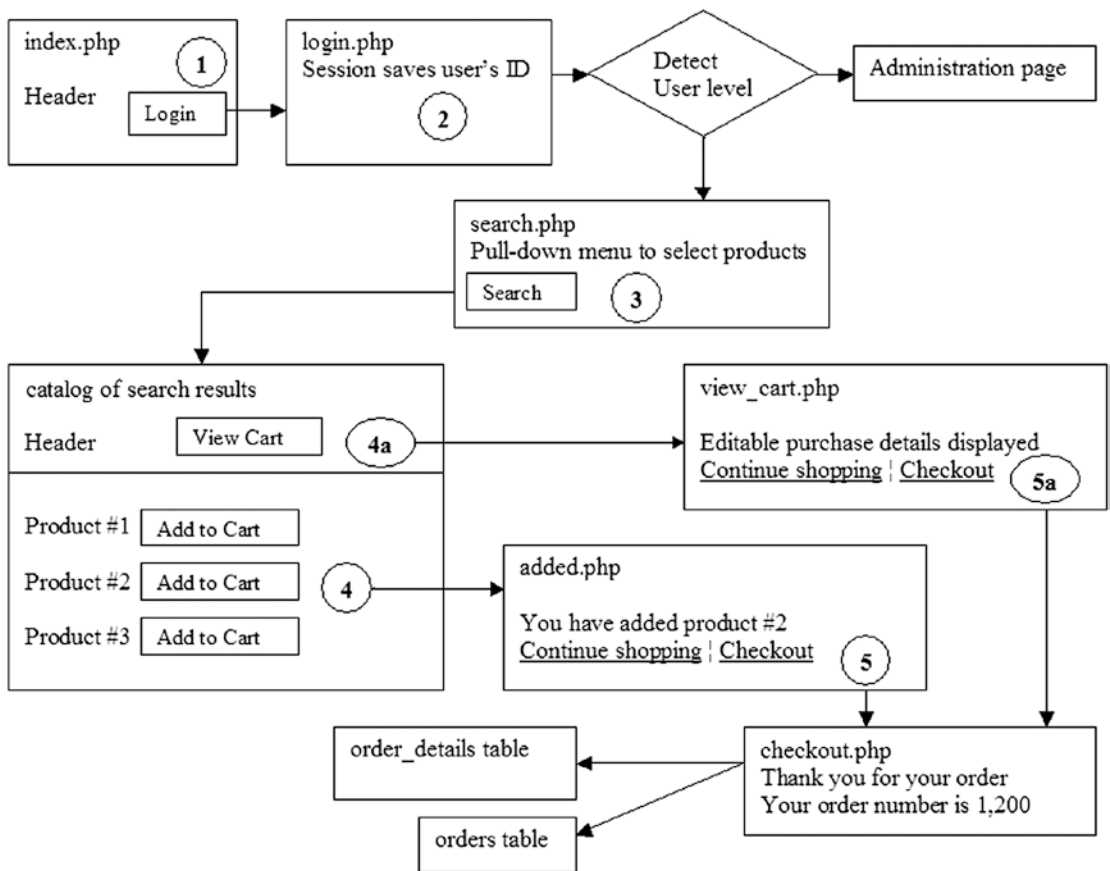 index.php
1
Header
Login
login.php
Session saves user's ID
2
Detect
User level
Administration page
search.php
Pull-down menu to select products
Search
3
catalog of search results
Header
View Cart
4a
view_cart.php
Editable purchase details displayed
Continue shopping ¦ Checkout
5a
Product #1
Add to Cart
Product #2
Add to Cart
4
Product #3
Add to Cart
added.php
You have added product #2
Continue shopping ¦ Checkout
5
order_details table
orders table
checkout.php
Thank you for your order
Your order number is 1,200